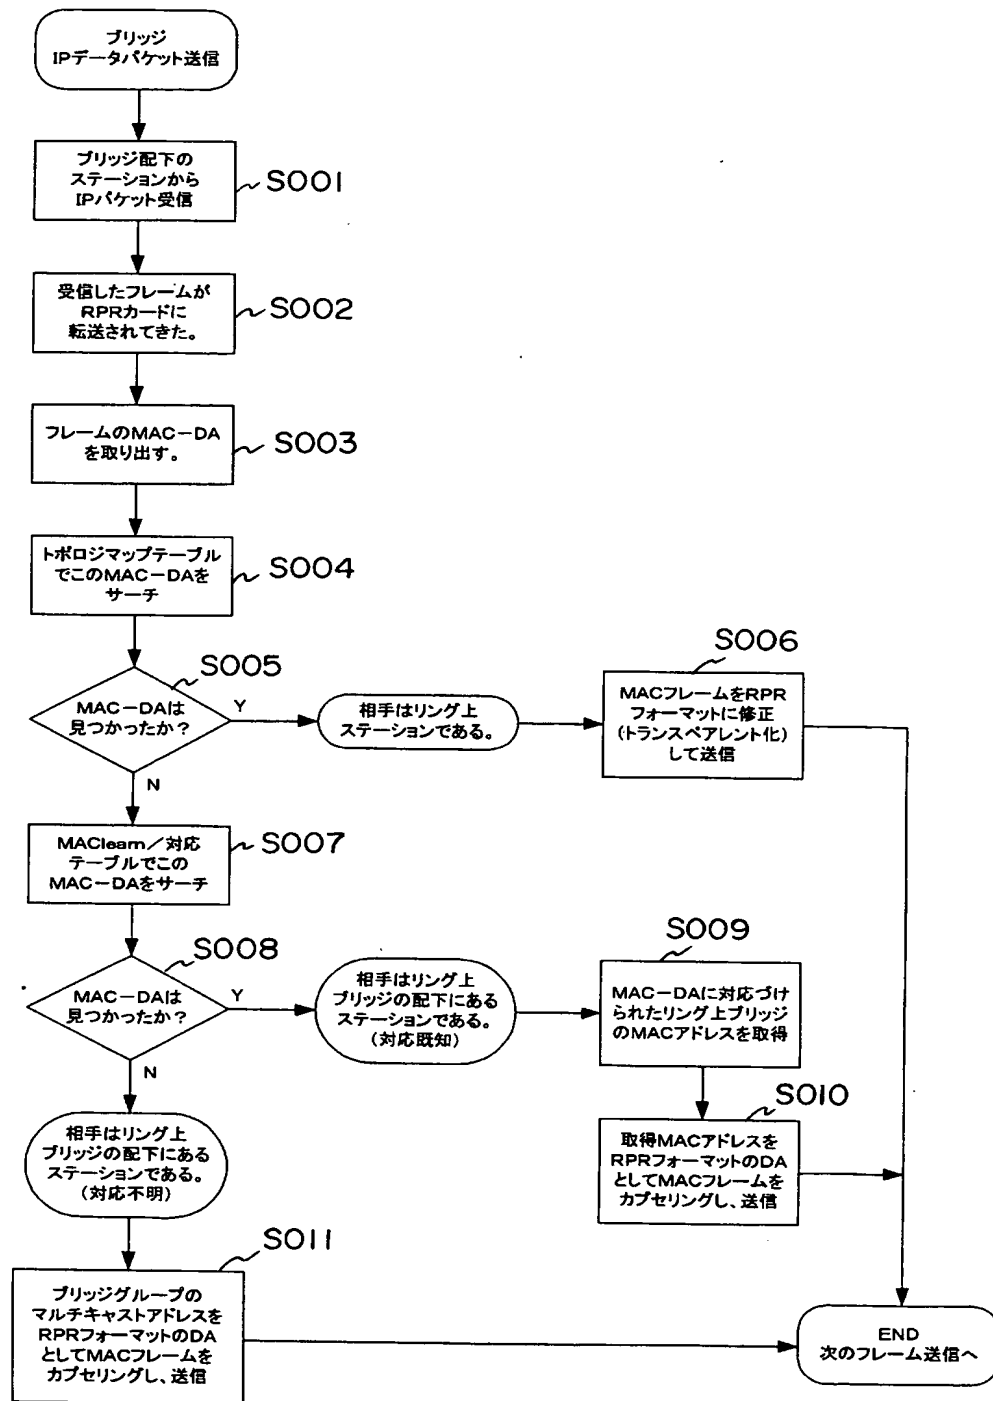 ブリッジ
IPデータパケット送信
ブリッジ配下の
ステーションから
IPパケット受信
S001
受信したフレームが
RPRカードに
転送されてきた。
S002
フレームのMAC－DA
を取り出す。
S003
トポロジマップテーブル
でこのMAC－DAを
サーチ
S004
S005
MAC－DAは
見つかったか？
Y
N
相手はリング上
ステーションである。
S006
MACフレームをRPR
フォーマットに修正
(トランスペアレント化)
して送信
MAClearn／対応
テーブルでこの
MAC－DAをサーチ
S007
S008
MAC－DAは
見つかったか？
Y
N
相手はリング上
ブリッジの配下にある
ステーションである。
(対応既知)
S009
MAC－DAに対応づけ
られたリング上ブリッジ
のMACアドレスを取得
S010
取得MACアドレスを
RPRフォーマットのDA
としてMACフレームを
カプセリングし、送信
相手はリング上
ブリッジの配下にある
ステーションである。
(対応不明)
S011
ブリッジグループの
マルチキャストアドレスを
RPRフォーマットのDA
としてMACフレームを
カプセリングし、送信
END
次のフレーム送信へ